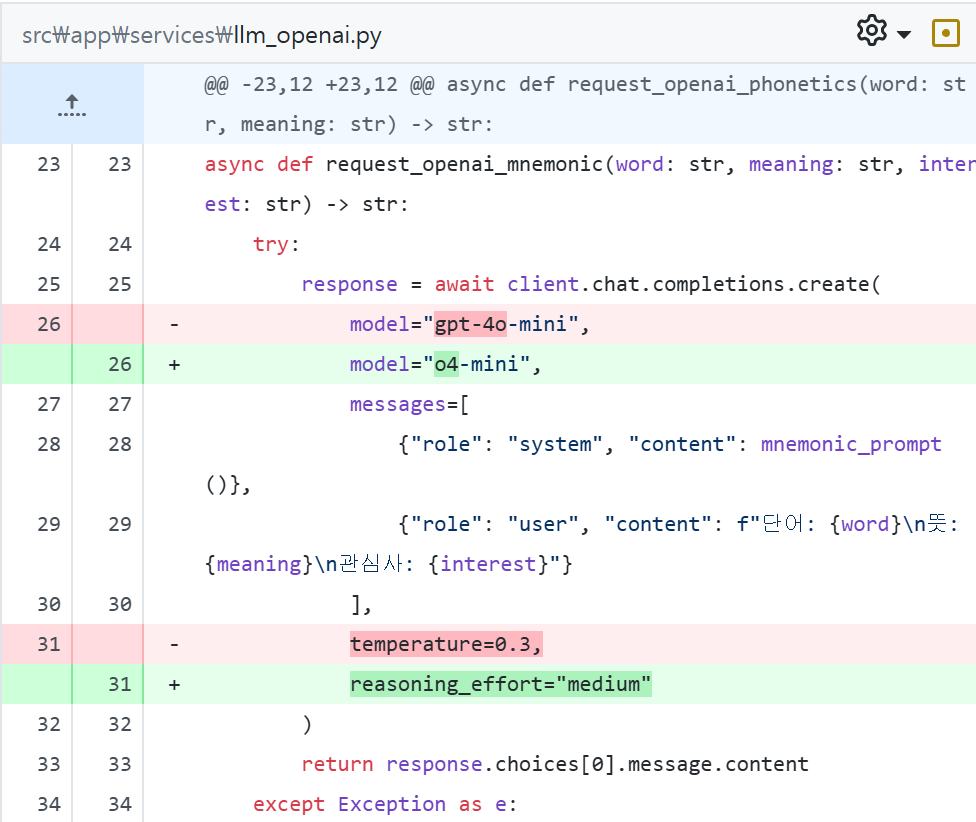 src₩app₩services₩llm_openai.py
@@ -23,12 +23,12 @@ async def request_openai_phonetics(word: st
r, meaning: str) -> str:
23 23 async def request_openai_mnemonic(word: str, meaning: str, inter
est: str) -> str:
24 24 try:
25 25 response = await client.chat.completions.create(
26 - model="gpt-4o-mini",
26 + model="o4-mini",
27 27 messages=[
28 28 {"role": "system", "content": mnemonic_prompt
()},
29 29 {"role": "user", "content": f"단어: {word}\n뜻:
{meaning}\n관심사: {interest}"}
30 30 ],
31 - temperature=0.3,
31 + reasoning_effort="medium"
32 32 )
33 33 return response.choices[0].message.content
34 34 except Exception as e: